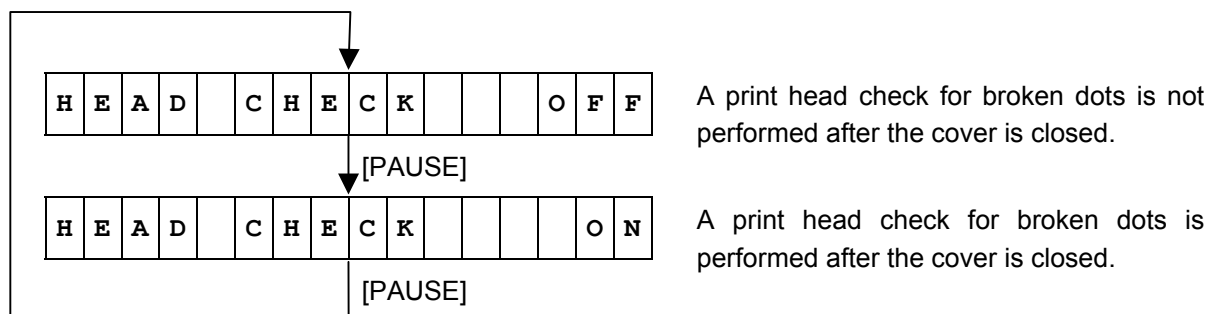 HEAD CHECK   OFF
A print head check for broken dots is not
performed after the cover is closed.
[PAUSE]
HEAD CHECK    ON
A print head check for broken dots is
performed after the cover is closed.
[PAUSE]